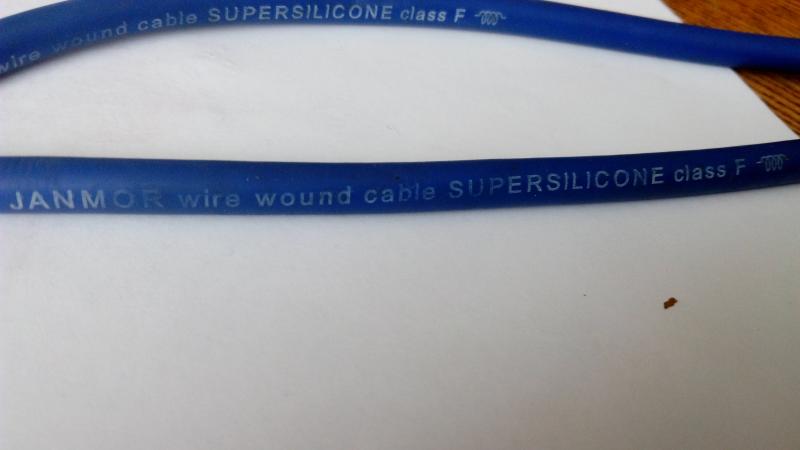 wire wound cable SUPERSILICONE class F
JANMOR wire wound cable SUPERSILICONE class F